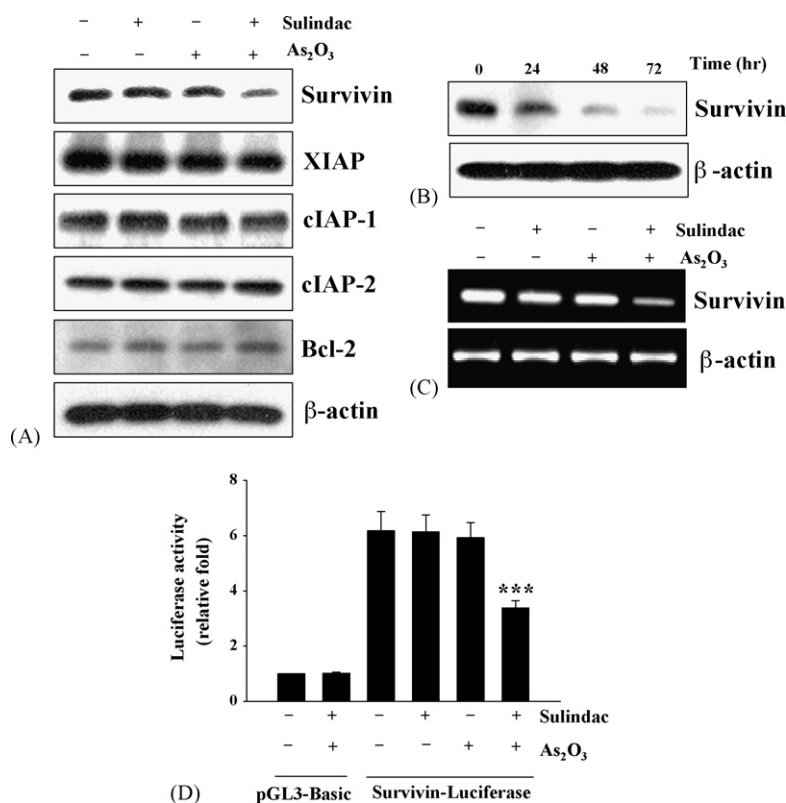 − + − + Sulindac
− − + + As₂O₃
Survivin
XIAP
cIAP-1
cIAP-2
Bcl-2
β-actin
(A)
0 24 48 72 Time (hr)
Survivin
β-actin
(B)
− + − + Sulindac
− − + + As₂O₃
Survivin
β-actin
(C)
8
6
4
2
0
Luciferase activity
(relative fold)
***
− + − + − + Sulindac
− + − − + + As₂O₃
pGL3-Basic Survivin-Luciferase
(D)